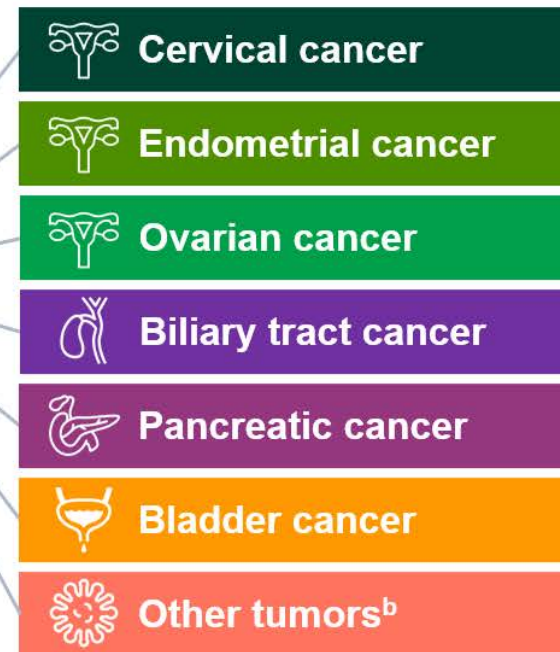 Cervical cancer
Endometrial cancer
Ovarian cancer
Biliary tract cancer
Pancreatic cancer
Bladder cancer
Other tumorsᵇ